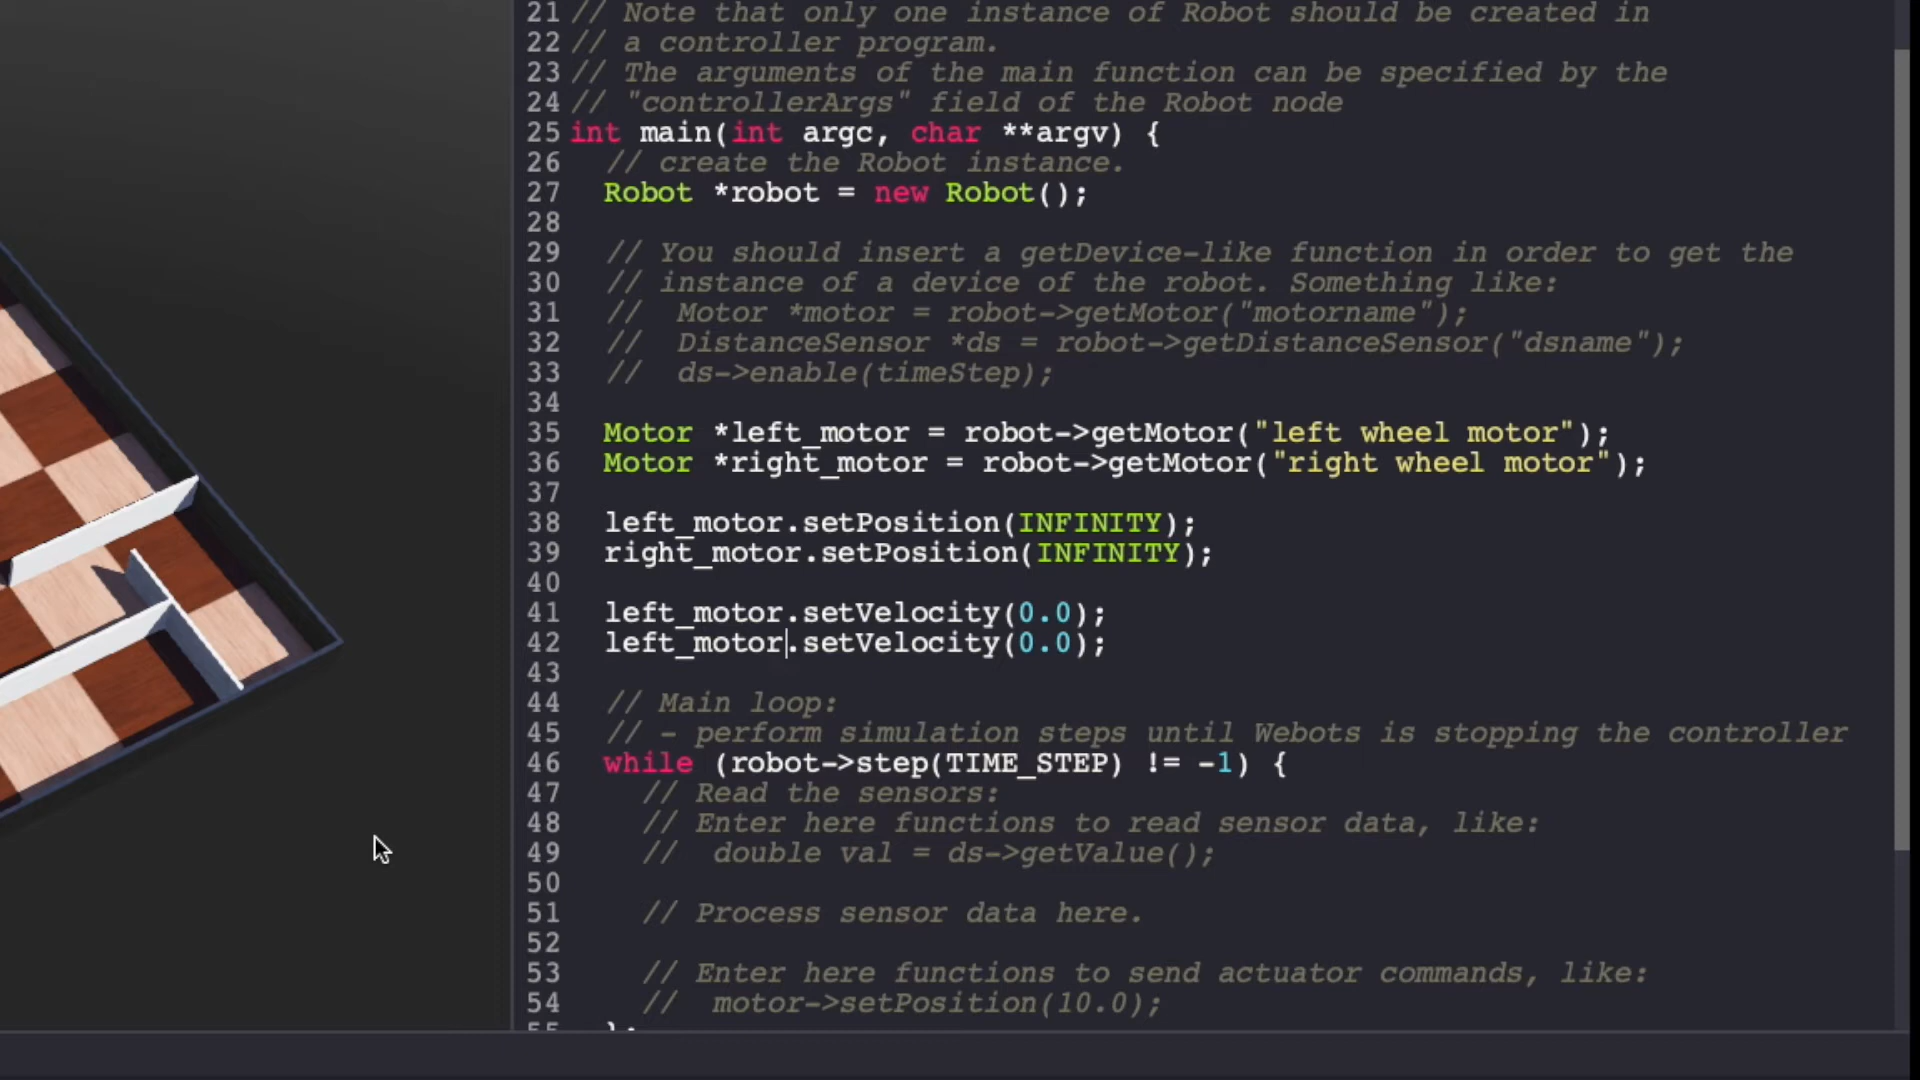 21 // Note that only one instance of Robot should be created in
22 // a controller program.
23 // The arguments of the main function can be specified by the
24 // "controllerArgs" field of the Robot node
25 int main(int argc, char **argv) {
26   // create the Robot instance.
27   Robot *robot = new Robot();
28
29   // You should insert a getDevice-like function in order to get the
30   // instance of a device of the robot. Something like:
31   //  Motor *motor = robot->getMotor("motorname");
32   //  DistanceSensor *ds = robot->getDistanceSensor("dsname");
33   //  ds->enable(timeStep);
34
35   Motor *left_motor = robot->getMotor("left wheel motor");
36   Motor *right_motor = robot->getMotor("right wheel motor");
37
38   left_motor.setPosition(INFINITY);
39   right_motor.setPosition(INFINITY);
40
41   left_motor.setVelocity(0.0);
42   left_motor.setVelocity(0.0);
43
44   // Main loop:
45   // - perform simulation steps until Webots is stopping the controller
46   while (robot->step(TIME_STEP) != -1) {
47     // Read the sensors:
48     // Enter here functions to read sensor data, like:
49     //  double val = ds->getValue();
50
51     // Process sensor data here.
52
53     // Enter here functions to send actuator commands, like:
54     //  motor->setPosition(10.0);
55   };